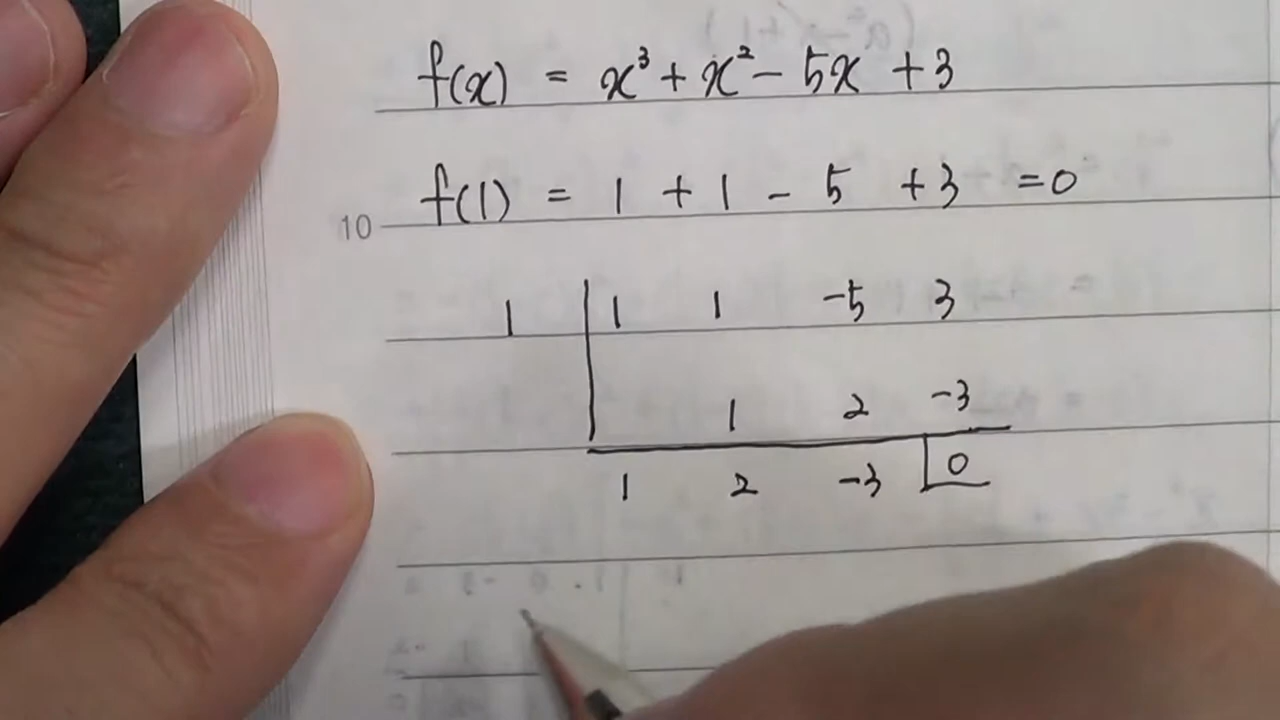 f(x) = x³ + x² - 5x + 3
10 f(1) = 1 + 1 - 5 + 3 = 0
1 | 1 1 -5 3
1 2 -3
1 2 -3 0